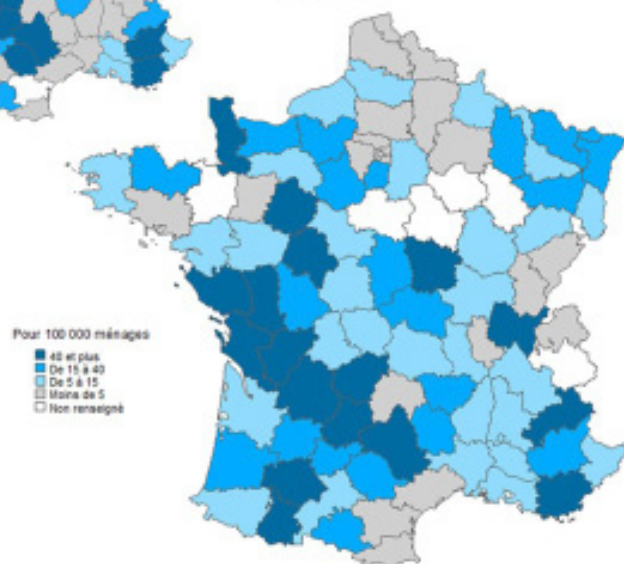 Pour 100 000 ménages
40 et plus
De 15 à 40
De 5 à 15
Moins de 5
Non renseigné